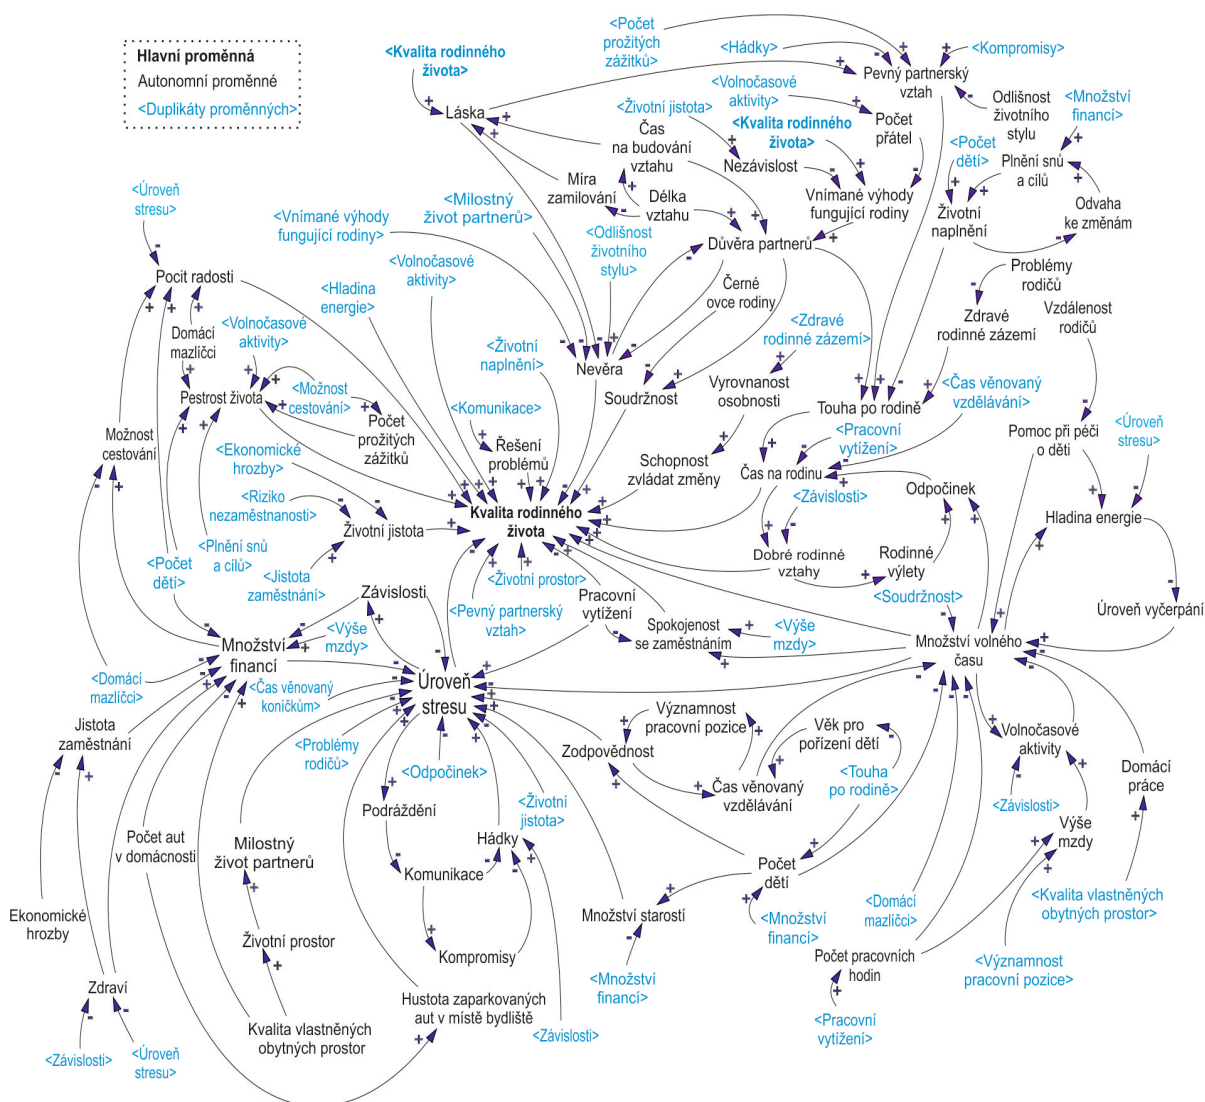 Hlavní proměnná
Autonomní proměnné
<Duplikáty proměnných>
<Kvalita rodinného
života>
<Počet
prožitých
zážitků>
<Hádky>
<Kompromisy>
Pevný partnerský
vztah
Láska
<Životní jistota>
<Volnočasové
aktivity>
Odlišnost
životního
stylu
<Množství
financí>
Čas
na budování
vztahu
<Kvalita rodinného
života>
Počet
přátel
<Počet
dětí>
Plnění snů
a cílů
Nezávislost
Míra
zamilování
Délka
vztahu
Vnímané výhody
fungující rodiny
Životní
naplnění
Odvaha
ke změnám
<Úroveň
stresu>
<Vnímané výhody
fungující rodiny>
<Milostný
život partnerů>
<Odlišnost
životního
stylu>
Důvěra partnerů
Pocit radosti
<Volnočasové
aktivity>
<Hladina
energie>
Černé
ovce rodiny
Problémy
rodičů
Zdravé
rodinné zázemí
Vzdálenost
rodičů
Domácí
mazlíčci
<Volnočasové
aktivity>
<Životní
naplnění>
Nevěra
<Zdravé
rodinné zázemí>
Pestrost života
<Možnost
cestování>
Soudržnost
Vyrovnanost
osobnosti
Touha po rodině
<Čas věnovaný
vzdělávání>
Možnost
cestování
Počet
prožitých
zážitků
<Komunikace>
Řešení
problémů
<Pracovní
vytížení>
Pomoc při péči
o děti
<Úroveň
stresu>
<Ekonomické
hrozby>
Schopnost
zvládat změny
Čas na rodinu
Odpočinek
<Riziko
nezaměstnanosti>
Životní jistota
Kvalita rodinného
života
<Závislosti>
Hladina energie
<Počet
dětí>
<Plnění snů
a cílů>
<Jistota
zaměstnání>
Závislosti
<Životní prostor>
Dobré rodinné
vztahy
Rodinné
výlety
<Pevný partnerský
vztah>
Pracovní
vytížení
<Soudržnost>
Úroveň vyčerpání
Množství
financí
<Výše
mzdy>
Spokojenost
se zaměstnáním
<Výše
mzdy>
Množství volného
času
<Domácí
mazlíčci>
<Čas věnovaný
koníčkům>
Úroveň
stresu
Jistota
zaměstnání
<Problémy
rodičů>
<Odpočinek>
Významnost
pracovní pozice
Věk pro
pořízení dětí
Zodpovědnost
Volnočasové
aktivity
Čas věnovaný
vzdělávání
<Touha
po rodině>
Domácí
práce
<Závislosti>
Podráždění
<Životní
jistota>
Počet aut
v domácnosti
Milostný
život partnerů
Hádky
Výše
mzdy
Komunikace
Počet
dětí
<Domácí
mazlíčci>
<Kvalita vlastněných
obytných prostor>
Ekonomické
hrozby
Množství starostí
<Množství
financí>
Životní prostor
Kompromisy
Počet pracovních
hodin
<Významnost
pracovní pozice>
Zdraví
<Množství
financí>
Hustota zaparkovaných
aut v místě bydliště
<Pracovní
vytížení>
Kvalita vlastněných
obytných prostor
<Závislosti>
<Závislosti>
<Úroveň
stresu>